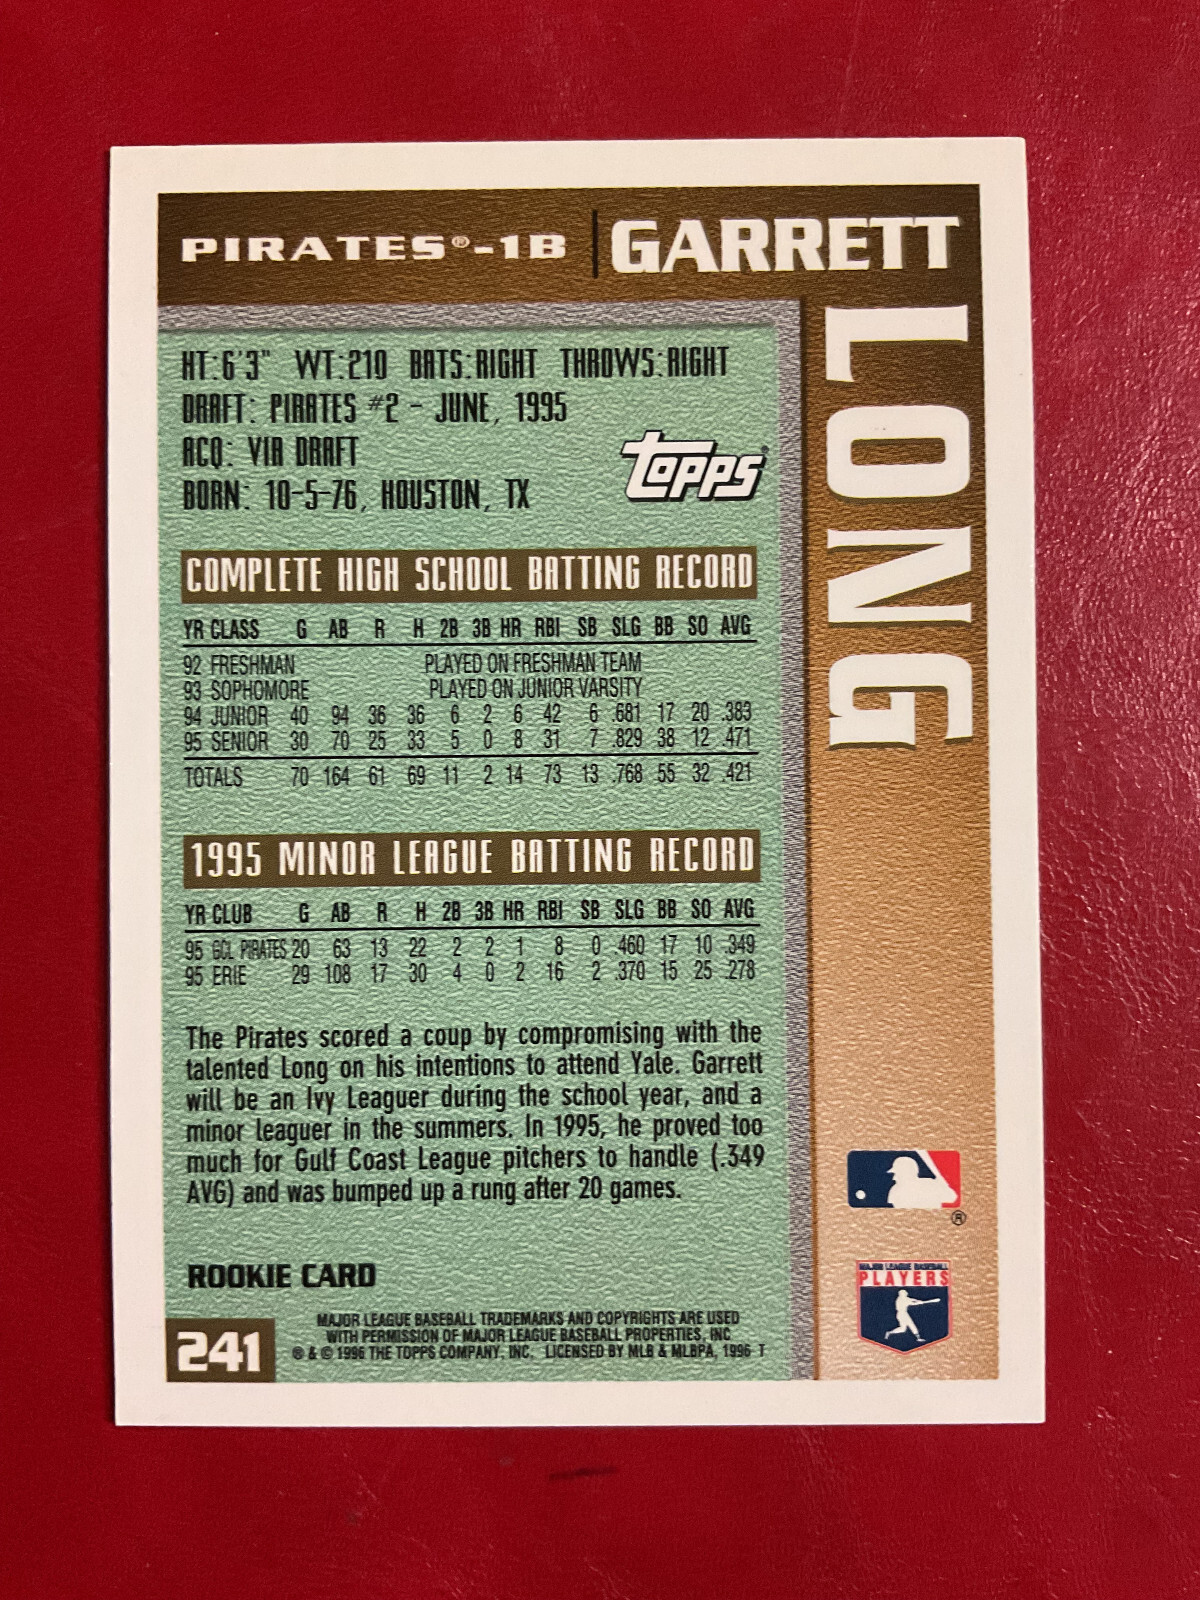 PIRATES®-1B GARRETT
LONG
HT:6'3" WT:210 BATS:RIGHT THROWS:RIGHT
DRAFT: PIRATES #2 - JUNE, 1995
ACQ: VIA DRAFT
BORN: 10-5-76, HOUSTON, TX
topps®
COMPLETE HIGH SCHOOL BATTING RECORD
YR CLASS G AB R H 2B 3B HR RBI SB SLG BB SO AVG
92 FRESHMAN PLAYED ON FRESHMAN TEAM
93 SOPHOMORE PLAYED ON JUNIOR VARSITY
94 JUNIOR 40 94 36 36 6 2 6 42 6 .681 17 20 .383
95 SENIOR 30 70 25 33 5 0 8 31 7 .829 38 12 .471
TOTALS 70 164 61 69 11 2 14 73 13 .768 55 32 .421
1995 MINOR LEAGUE BATTING RECORD
YR CLUB G AB R H 2B 3B HR RBI SB SLG BB SO AVG
95 GCL PIRATES 20 63 13 22 2 2 1 8 0 .460 17 10 .349
95 ERIE 29 108 17 30 4 0 2 16 2 .370 15 25 .278
The Pirates scored a coup by compromising with the
talented Long on his intentions to attend Yale. Garrett
will be an Ivy Leaguer during the school year, and a
minor leaguer in the summers. In 1995, he proved too
much for Gulf Coast League pitchers to handle (.349
AVG) and was bumped up a rung after 20 games.
®
MAJOR LEAGUE BASEBALL
PLAYERS
ROOKIE CARD
241
MAJOR LEAGUE BASEBALL TRADEMARKS AND COPYRIGHTS ARE USED
WITH PERMISSION OF MAJOR LEAGUE BASEBALL PROPERTIES, INC
® & © 1996 THE TOPPS COMPANY, INC. LICENSED BY MLB & MLBPA, 1996 T